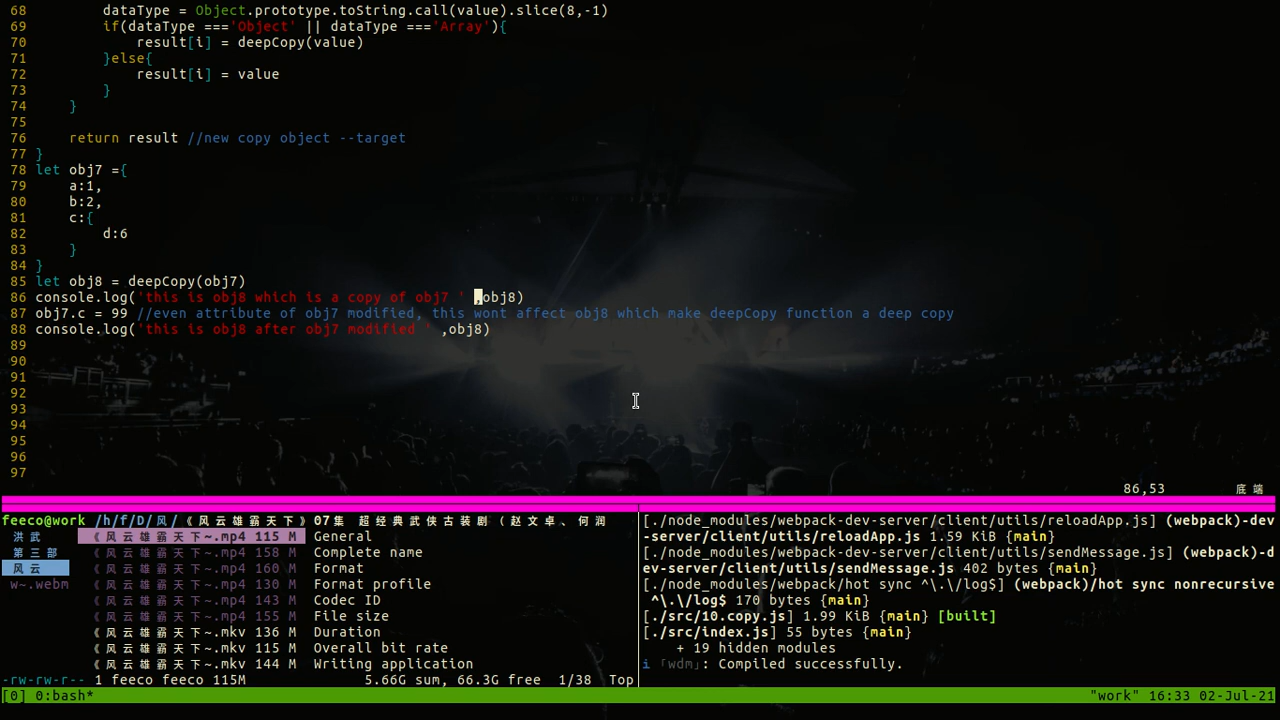 68         dataType = Object.prototype.toString.call(value).slice(8,-1)
69         if(dataType ==='Object' || dataType ==='Array'){
70             result[i] = deepCopy(value)
71         }else{
72             result[i] = value
73         }
74     }
75
76     return result //new copy object --target
77 }
78 let obj7 ={
79     a:1,
80     b:2,
81     c:{
82         d:6
83     }
84 }
85 let obj8 = deepCopy(obj7)
86 console.log('this is obj8 which is a copy of obj7 ' ,obj8)
87 obj7.c = 99 //even attribute of obj7 modified, this wont affect obj8 which make deepCopy function a deep copy
88 console.log('this is obj8 after obj7 modified ' ,obj8)
89
90
91
92
93
94
95
96
97
86,53 底端
feeco@work /h/f/D/风/《风云雄霸天下》07集 超经典武侠古装剧(赵文卓、何润
洪武 《风云雄霸天下~.mp4 115 M General
第三部 《风云雄霸天下~.mp4 158 M Complete name
风云 《风云雄霸天下~.mp4 160 M Format
w~.webm 《风云雄霸天下~.mp4 130 M Format profile
《风云雄霸天下~.mp4 143 M Codec ID
《风云雄霸天下~.mp4 155 M File size
《风云雄霸天下~.mkv 136 M Duration
《风云雄霸天下~.mkv 115 M Overall bit rate
《风云雄霸天下~.mkv 144 M Writing application
-rw-rw-r-- 1 feeco feeco 115M 5.66G sum, 66.3G free 1/38 Top
[./node_modules/webpack-dev-server/client/utils/reloadApp.js] (webpack)-dev
-server/client/utils/reloadApp.js 1.59 KiB {main}
[./node_modules/webpack-dev-server/client/utils/sendMessage.js] (webpack)-d
ev-server/client/utils/sendMessage.js 402 bytes {main}
[./node_modules/webpack/hot sync ^\.\/log$] (webpack)/hot sync nonrecursive
^\.\/log$ 170 bytes {main}
[./src/10.copy.js] 1.99 KiB {main} [built]
[./src/index.js] 55 bytes {main}
+ 19 hidden modules
i ｢wdm｣: Compiled successfully.
[0] 0:bash* "work" 16:33 02-Jul-21